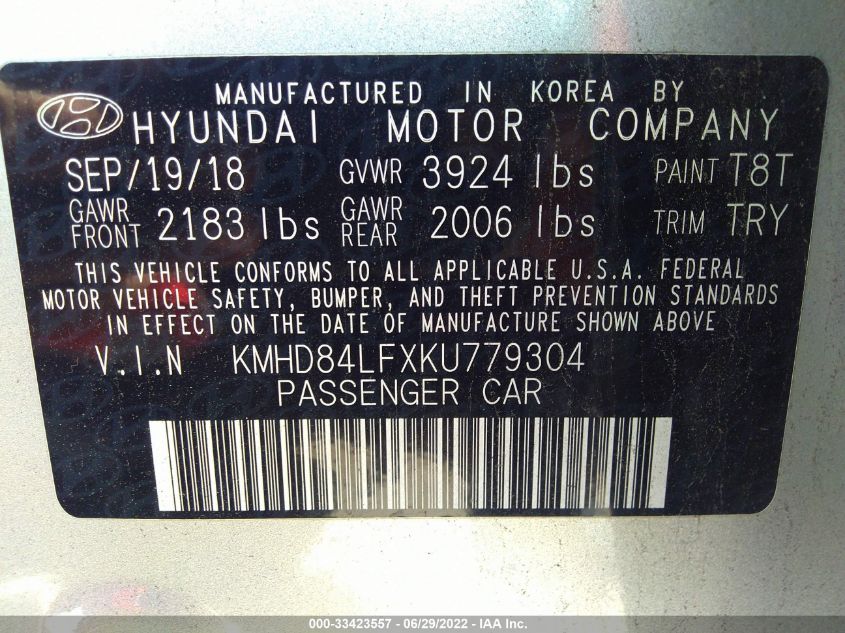 MANUFACTURED IN KOREA BY
HYUNDAI MOTOR COMPANY
SEP/19/18 GVWR 3924 lbs PAINT T8T
GAWR FRONT 2183 lbs GAWR REAR 2006 lbs TRIM TRY
THIS VEHICLE CONFORMS TO ALL APPLICABLE U.S.A. FEDERAL
MOTOR VEHICLE SAFETY, BUMPER, AND THEFT PREVENTION STANDARDS
IN EFFECT ON THE DATE OF MANUFACTURE SHOWN ABOVE
V.I.N KMHD84LFXKU779304
PASSENGER CAR
000-33423557 - 06/29/2022 - IAA Inc.